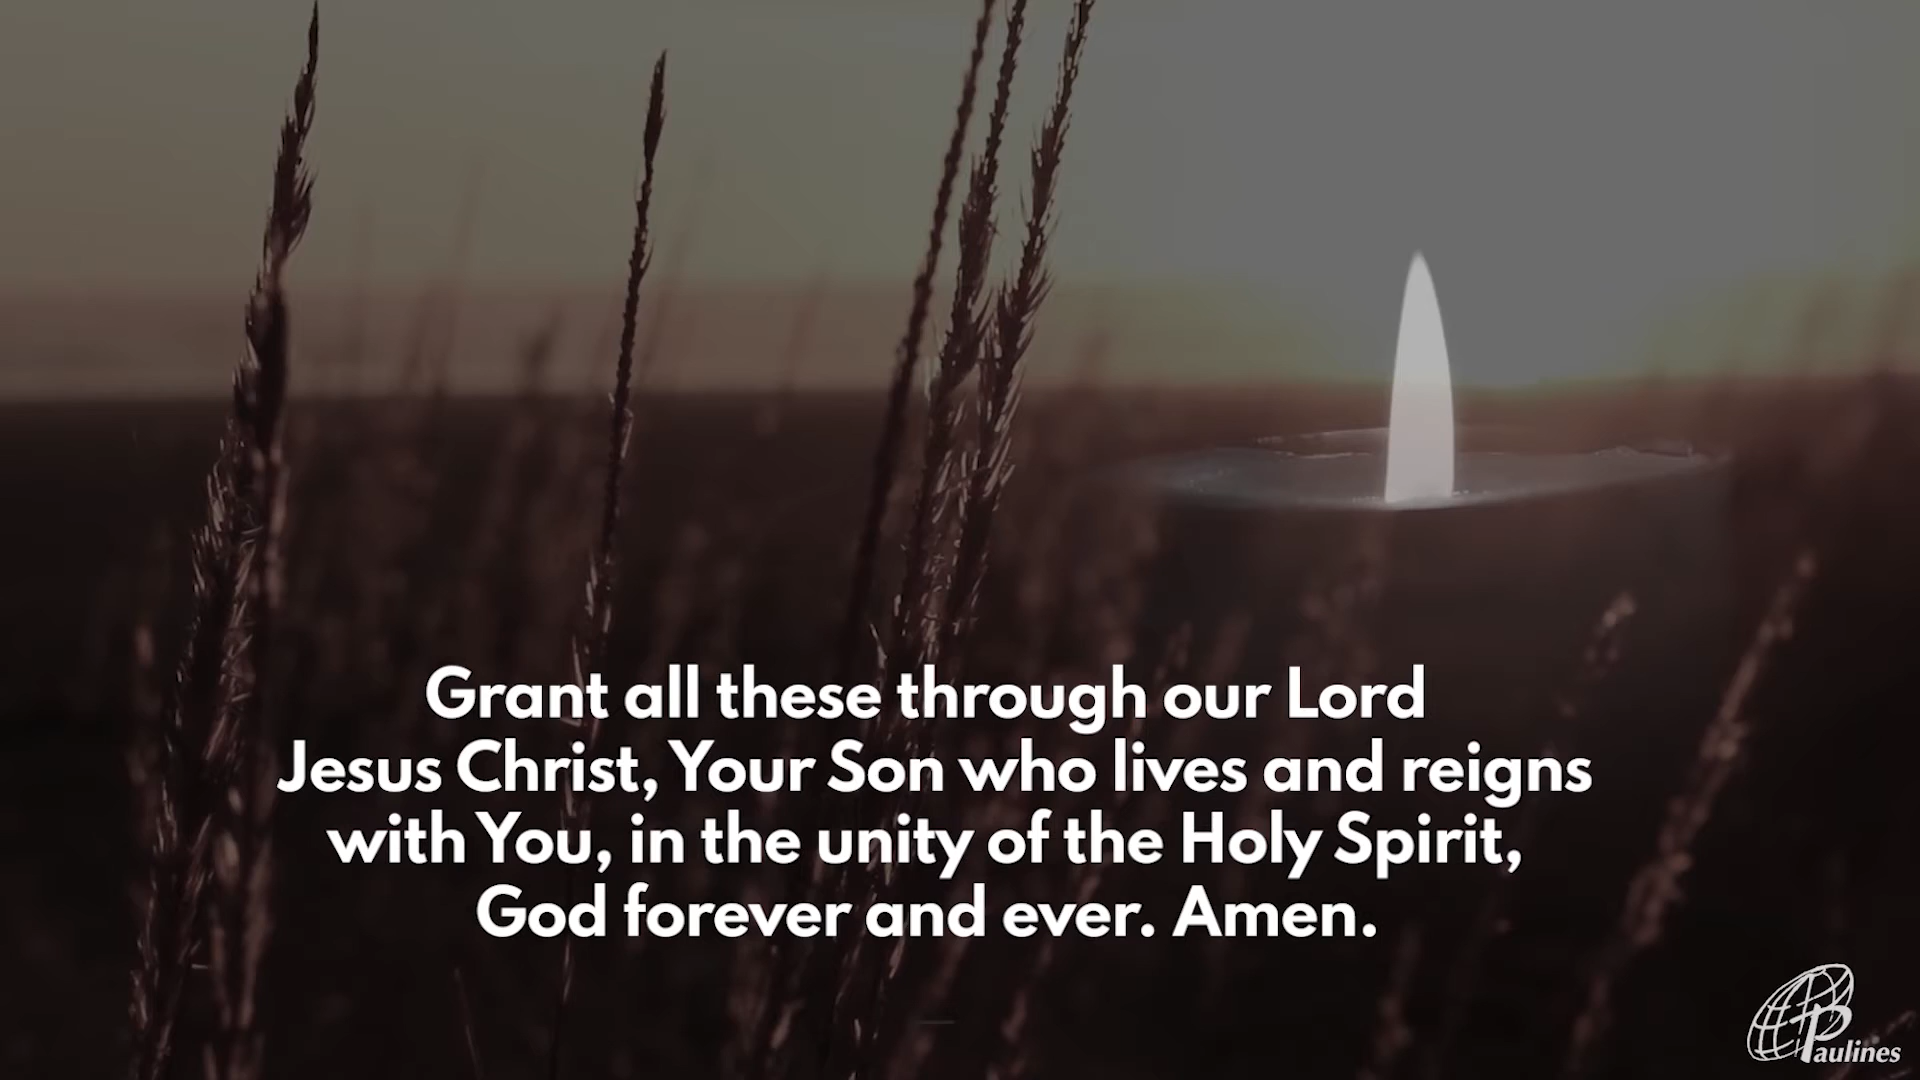 Grant all these through our Lord
Jesus Christ, Your Son who lives and reigns
with You, in the unity of the Holy Spirit,
God forever and ever. Amen.
Paulines